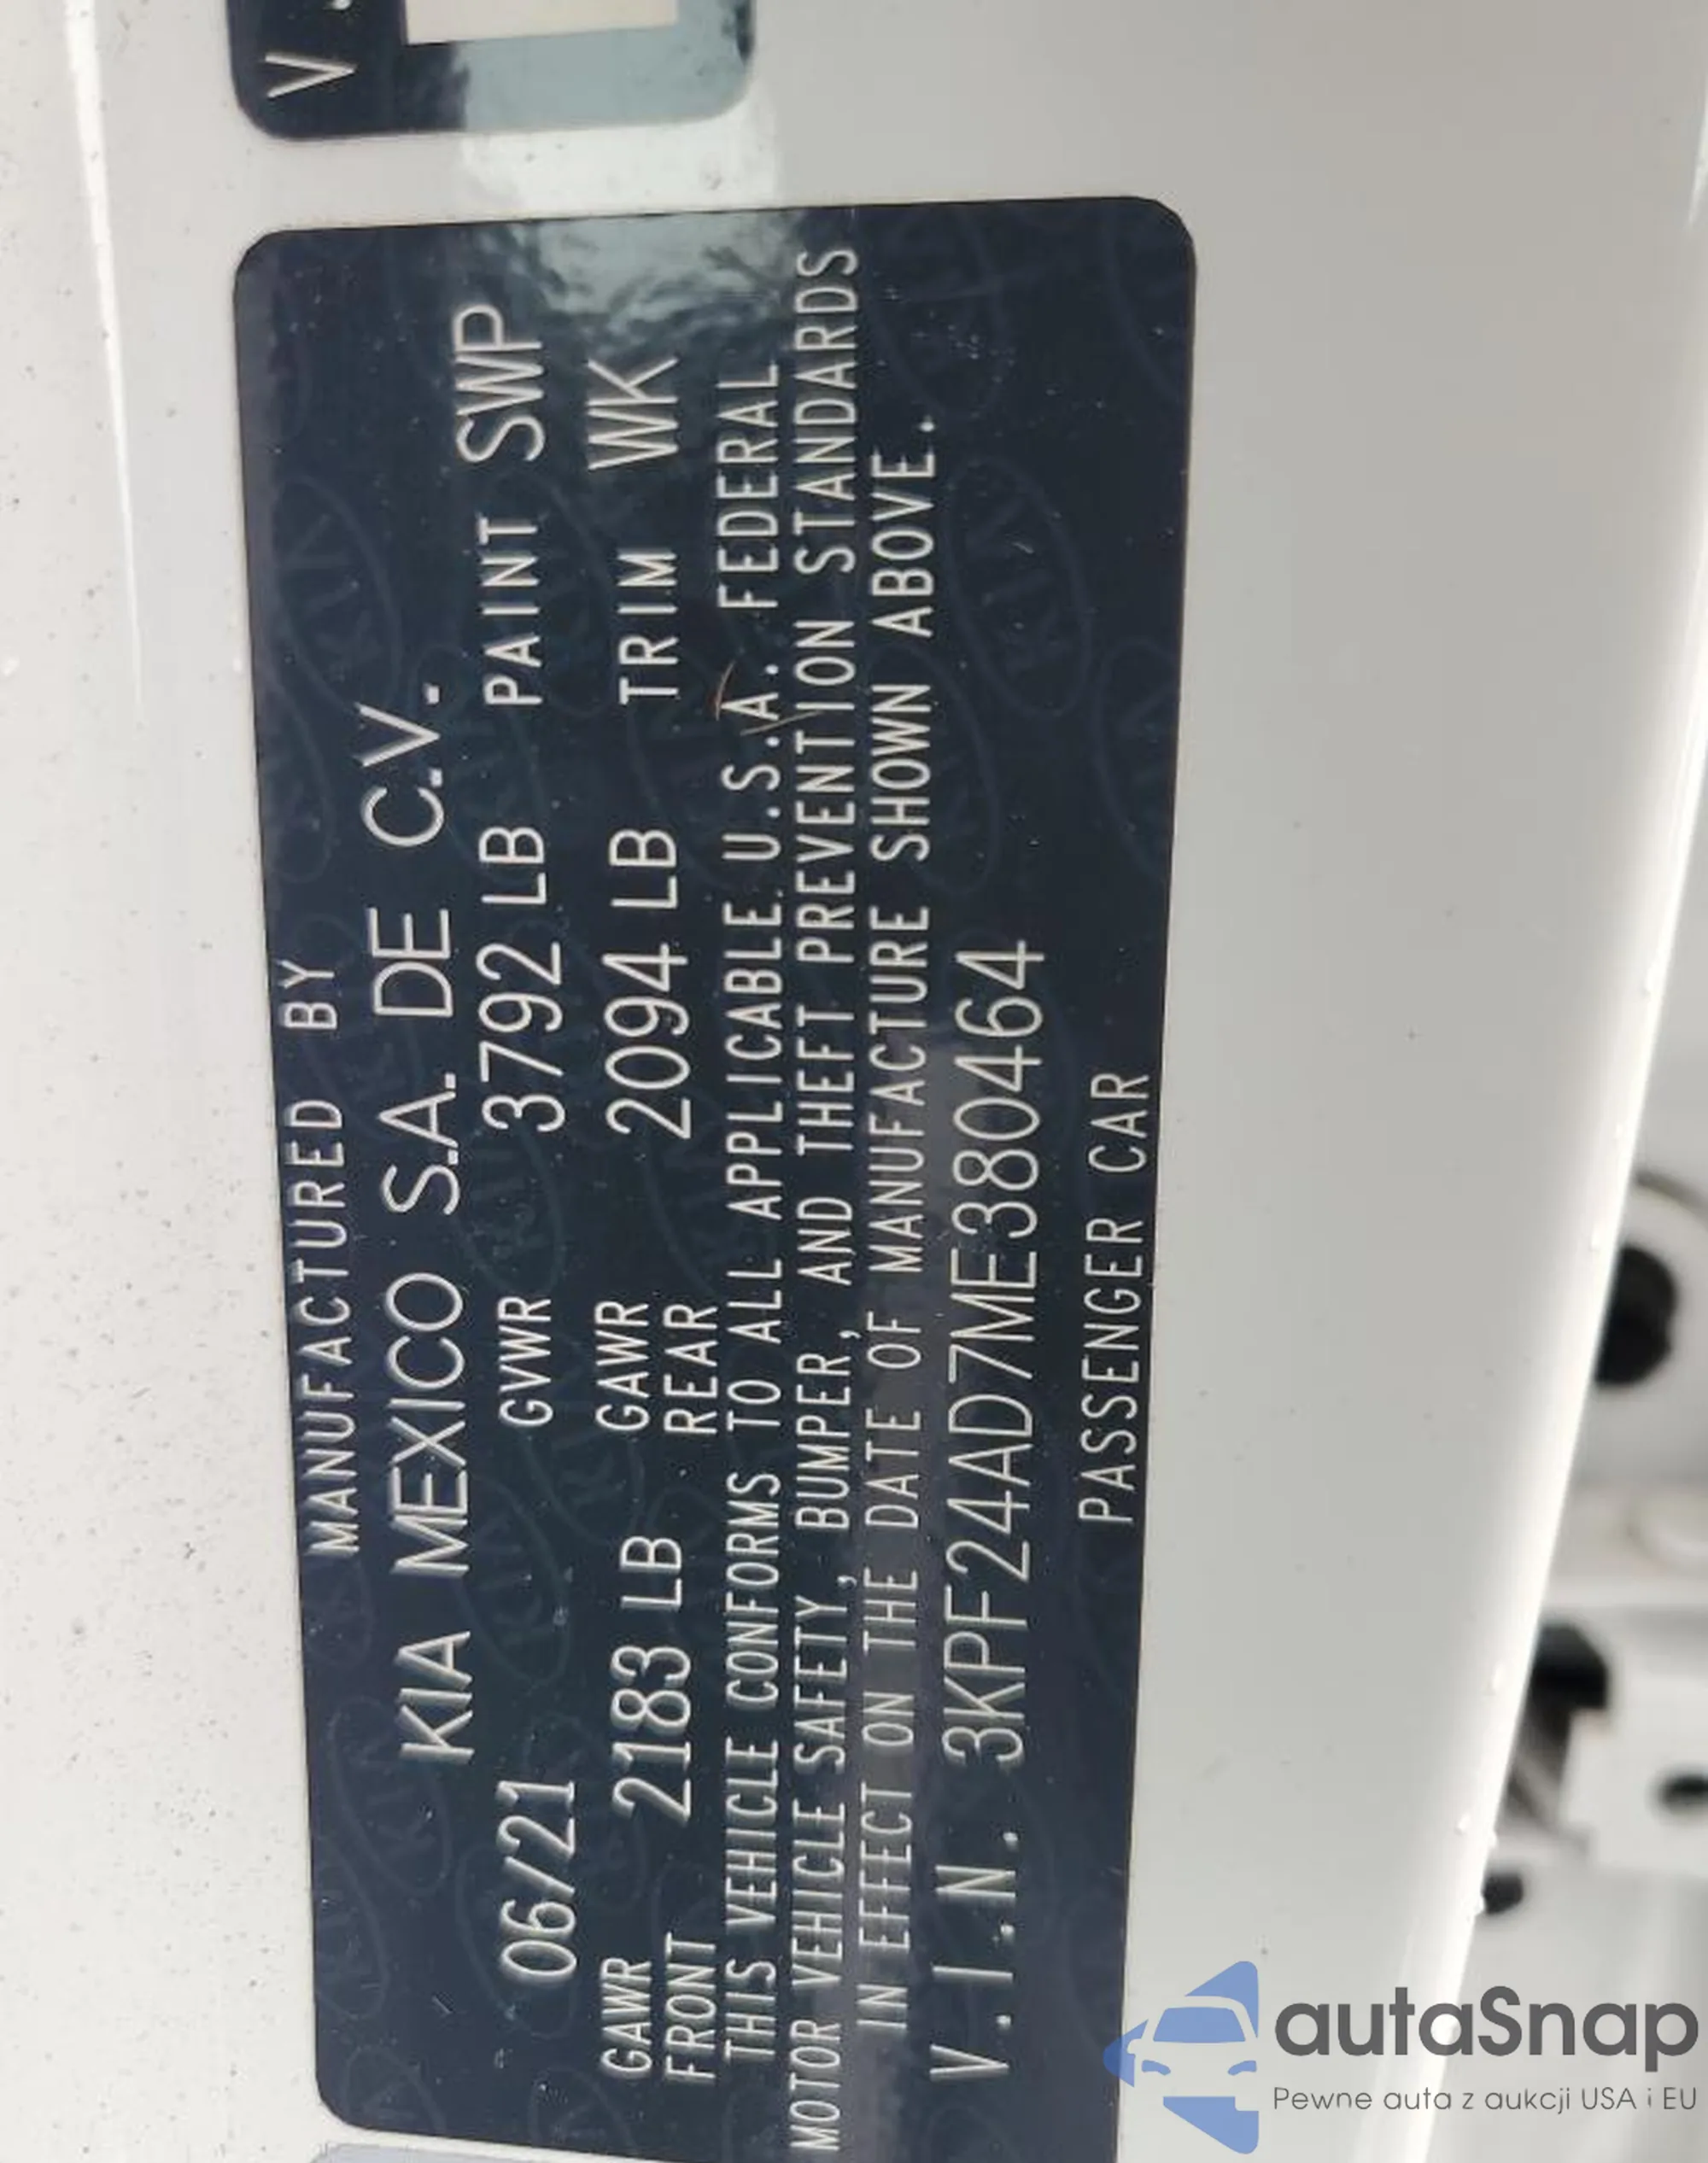 V.
MANUFACTURED BY
KIA MEXICO S.A. DE C.V.
06/21 GVWR 3792 LB PAINT SWP
GAWR FRONT 2183 LB GAWR REAR 2094 LB TRIM WK
THIS VEHICLE CONFORMS TO ALL APPLICABLE U.S.A. FEDERAL
MOTOR VEHICLE SAFETY, BUMPER, AND THEFT PREVENTION STANDARDS
IN EFFECT ON THE DATE OF MANUFACTURE SHOWN ABOVE.
V.I.N. 3KPF24AD7ME380464
PASSENGER CAR
autaSnap
Pewne auta z aukcji USA i EU